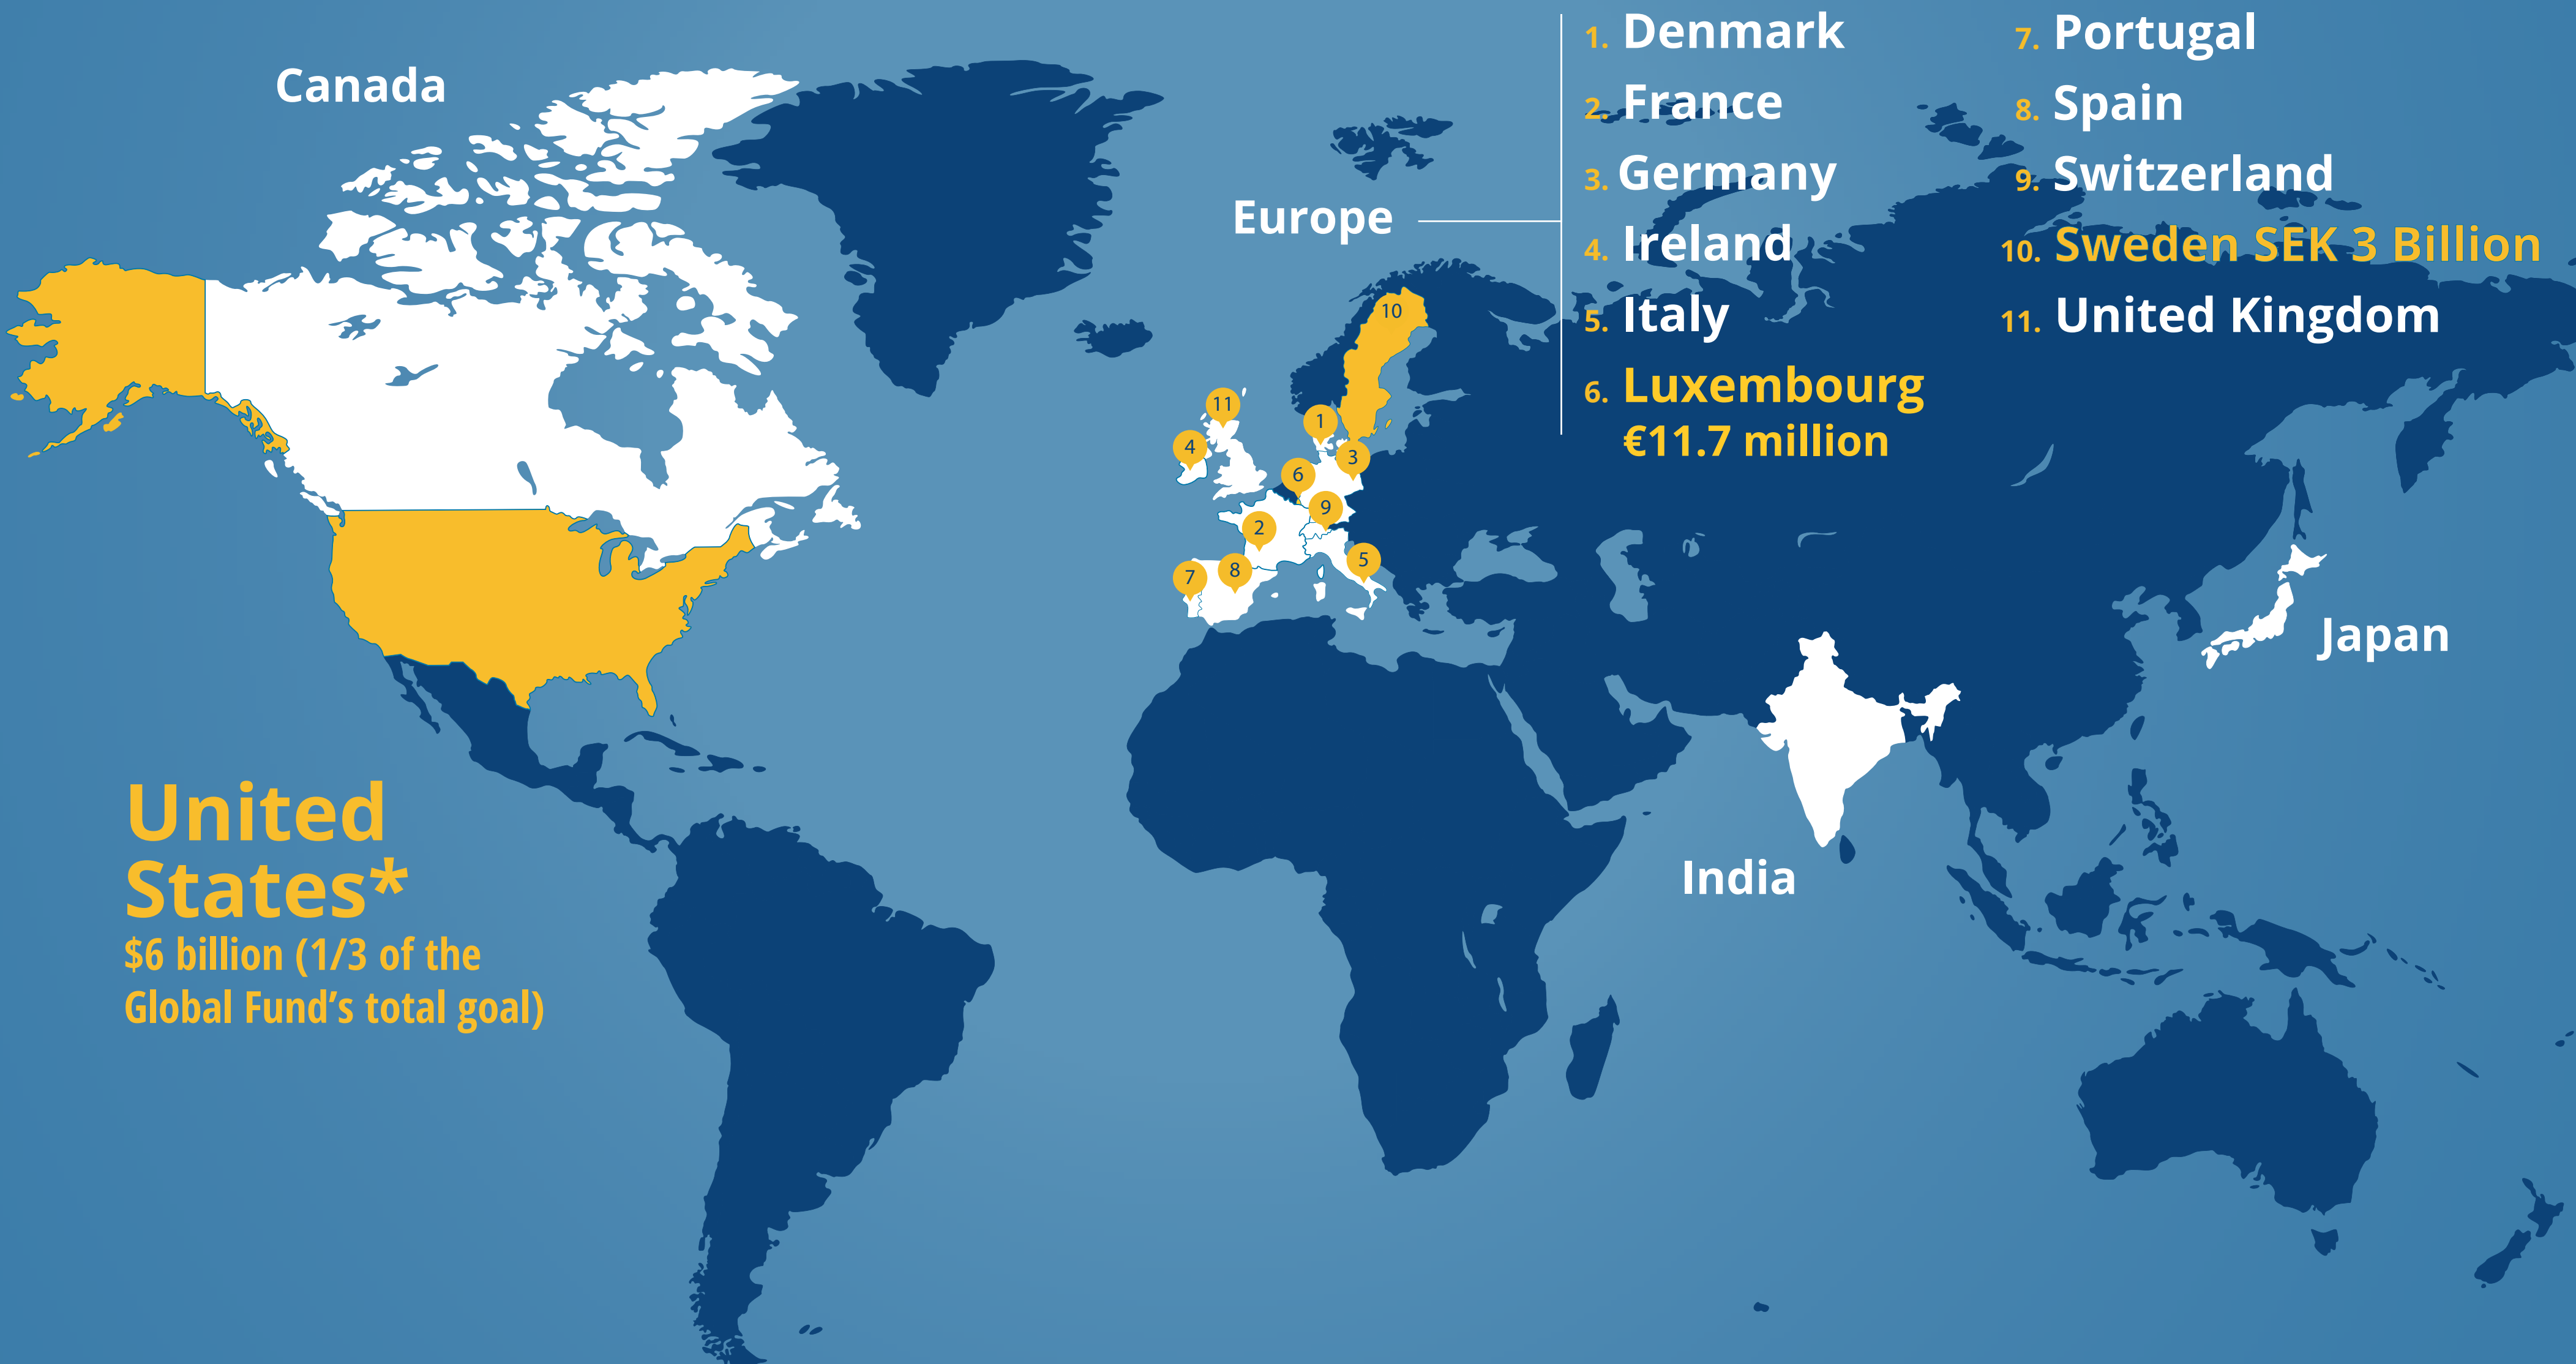 Canada
Europe
1. Denmark
2. France
3. Germany
4. Ireland
5. Italy
6. Luxembourg
€11.7 million
7. Portugal
8. Spain
9. Switzerland
10. Sweden SEK 3 Billion
11. United Kingdom
10
11
1
4
3
6
9
2
5
8
7
Japan
India
United
States*
$6 billion (1/3 of the
Global Fund’s total goal)